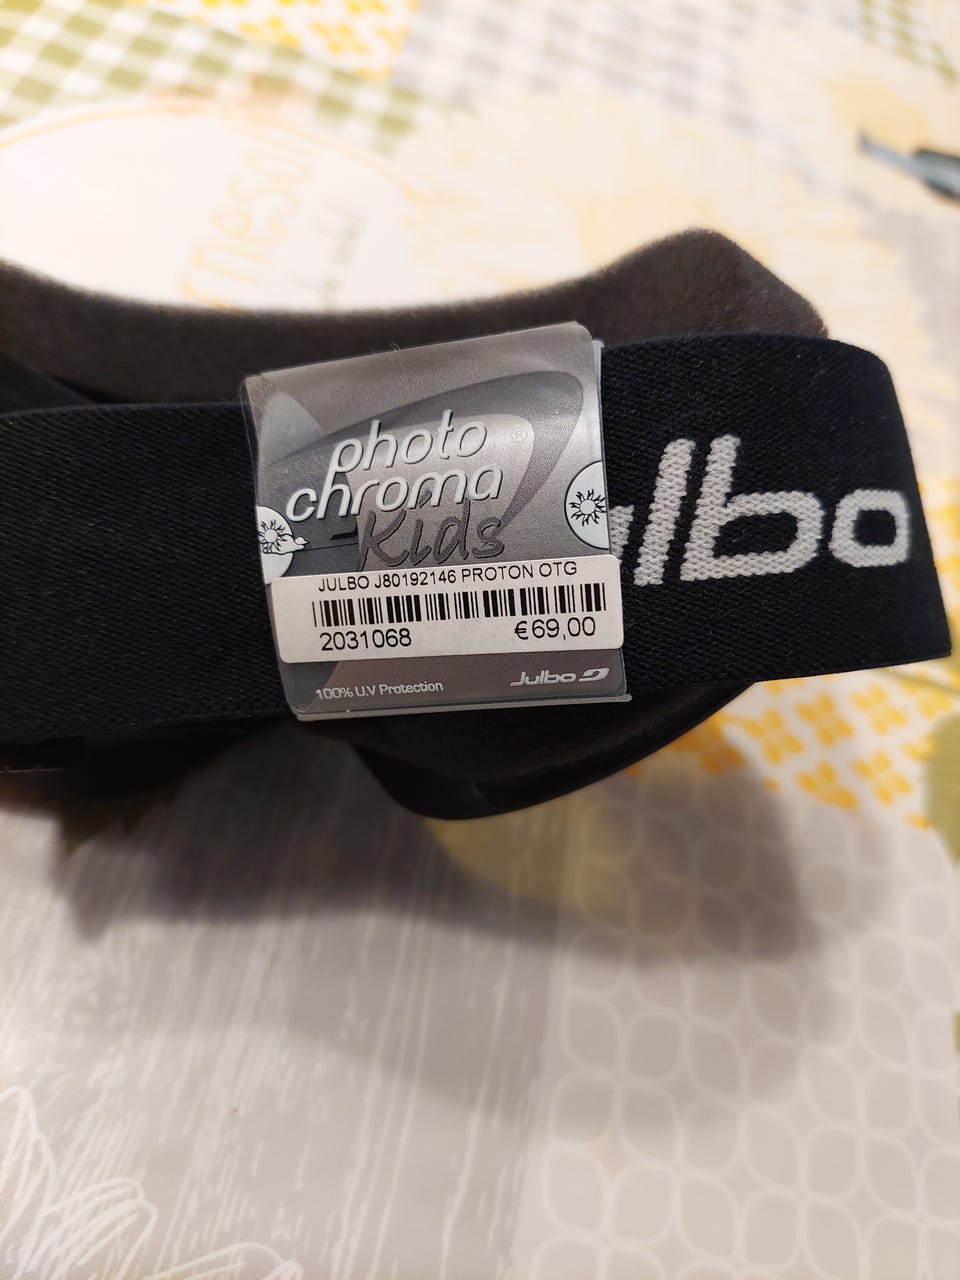 photo
chroma®
Kids
JULBO J80192146 PROTON OTG
2031068 €69,00
100% U.V Protection Julbo
ulbo